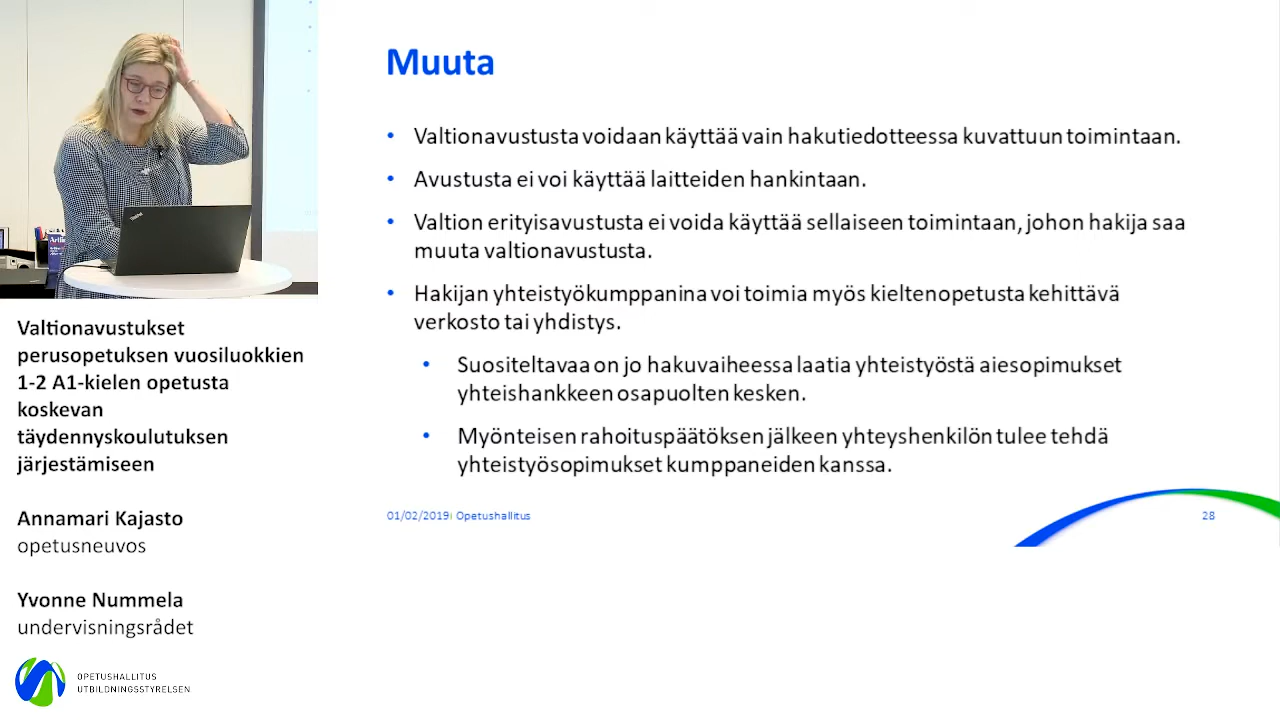 Muuta
• Valtionavustusta voidaan käyttää vain hakutiedotteessa kuvattuun toimintaan.
• Avustusta ei voi käyttää laitteiden hankintaan.
• Valtion erityisavustusta ei voida käyttää sellaiseen toimintaan, johon hakija saa
muuta valtionavustusta.
• Hakijan yhteistyökumppanina voi toimia myös kieltenopetusta kehittävä
verkosto tai yhdistys.
• Suositeltavaa on jo hakuvaiheessa laatia yhteistyöstä aiesopimukset
yhteishankkeen osapuolten kesken.
• Myönteisen rahoituspäätöksen jälkeen yhteyshenkilön tulee tehdä
yhteistyösopimukset kumppaneiden kanssa.
01/02/2019 Opetushallitus
28
ThinkPad
Valtionavustukset
perusopetuksen vuosiluokkien
1-2 A1-kielen opetusta
koskevan
täydennyskoulutuksen
järjestämiseen
Annamari Kajasto
opetusneuvos
Yvonne Nummela
undervisningsrådet
OPETUSHALLITUS
UTBILDNINGSSTYRELSEN